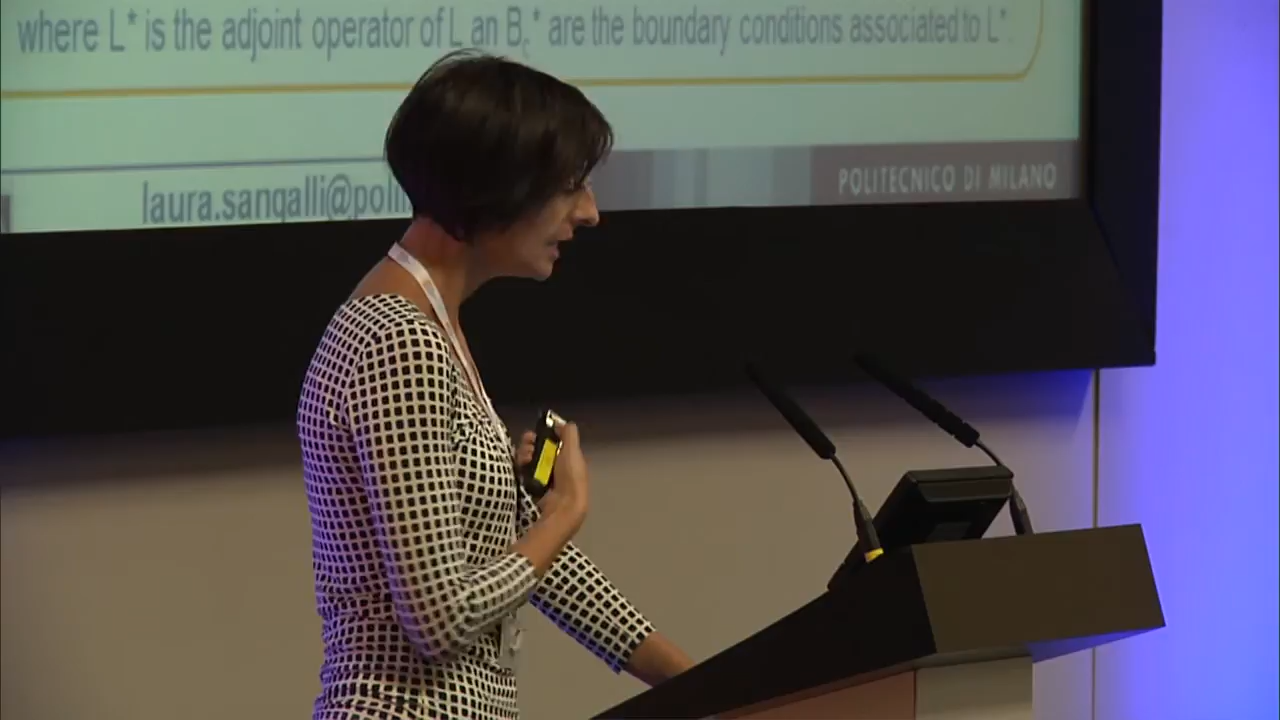 where L* is the adjoint operator of L an Bc* are the boundary conditions associated to L*.
laura.sangalli@poli
POLITECNICO DI MILANO